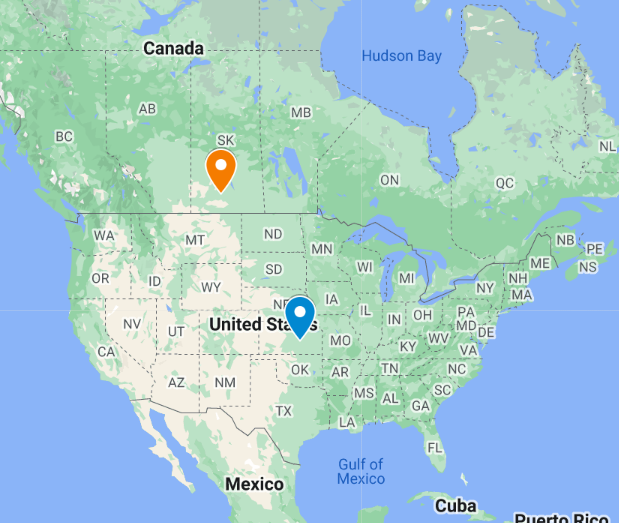 Hudson Bay
Canada
AB
MB
BC
SK
NL
ON
QC
WA
MT
ND
MN
NB
PE
NS
ME
OR
ID
SD
WI
MI
NH
MA
NY
WY
NE
IA
NV
UT
United States
IL
IN
OH
PA
MD
DE
CA
MO
KY
WV
VA
AZ
NM
OK
AR
TN
NC
SC
MS
AL
GA
TX
LA
FL
Gulf of
Mexico
Mexico
Cuba
Puerto Rico